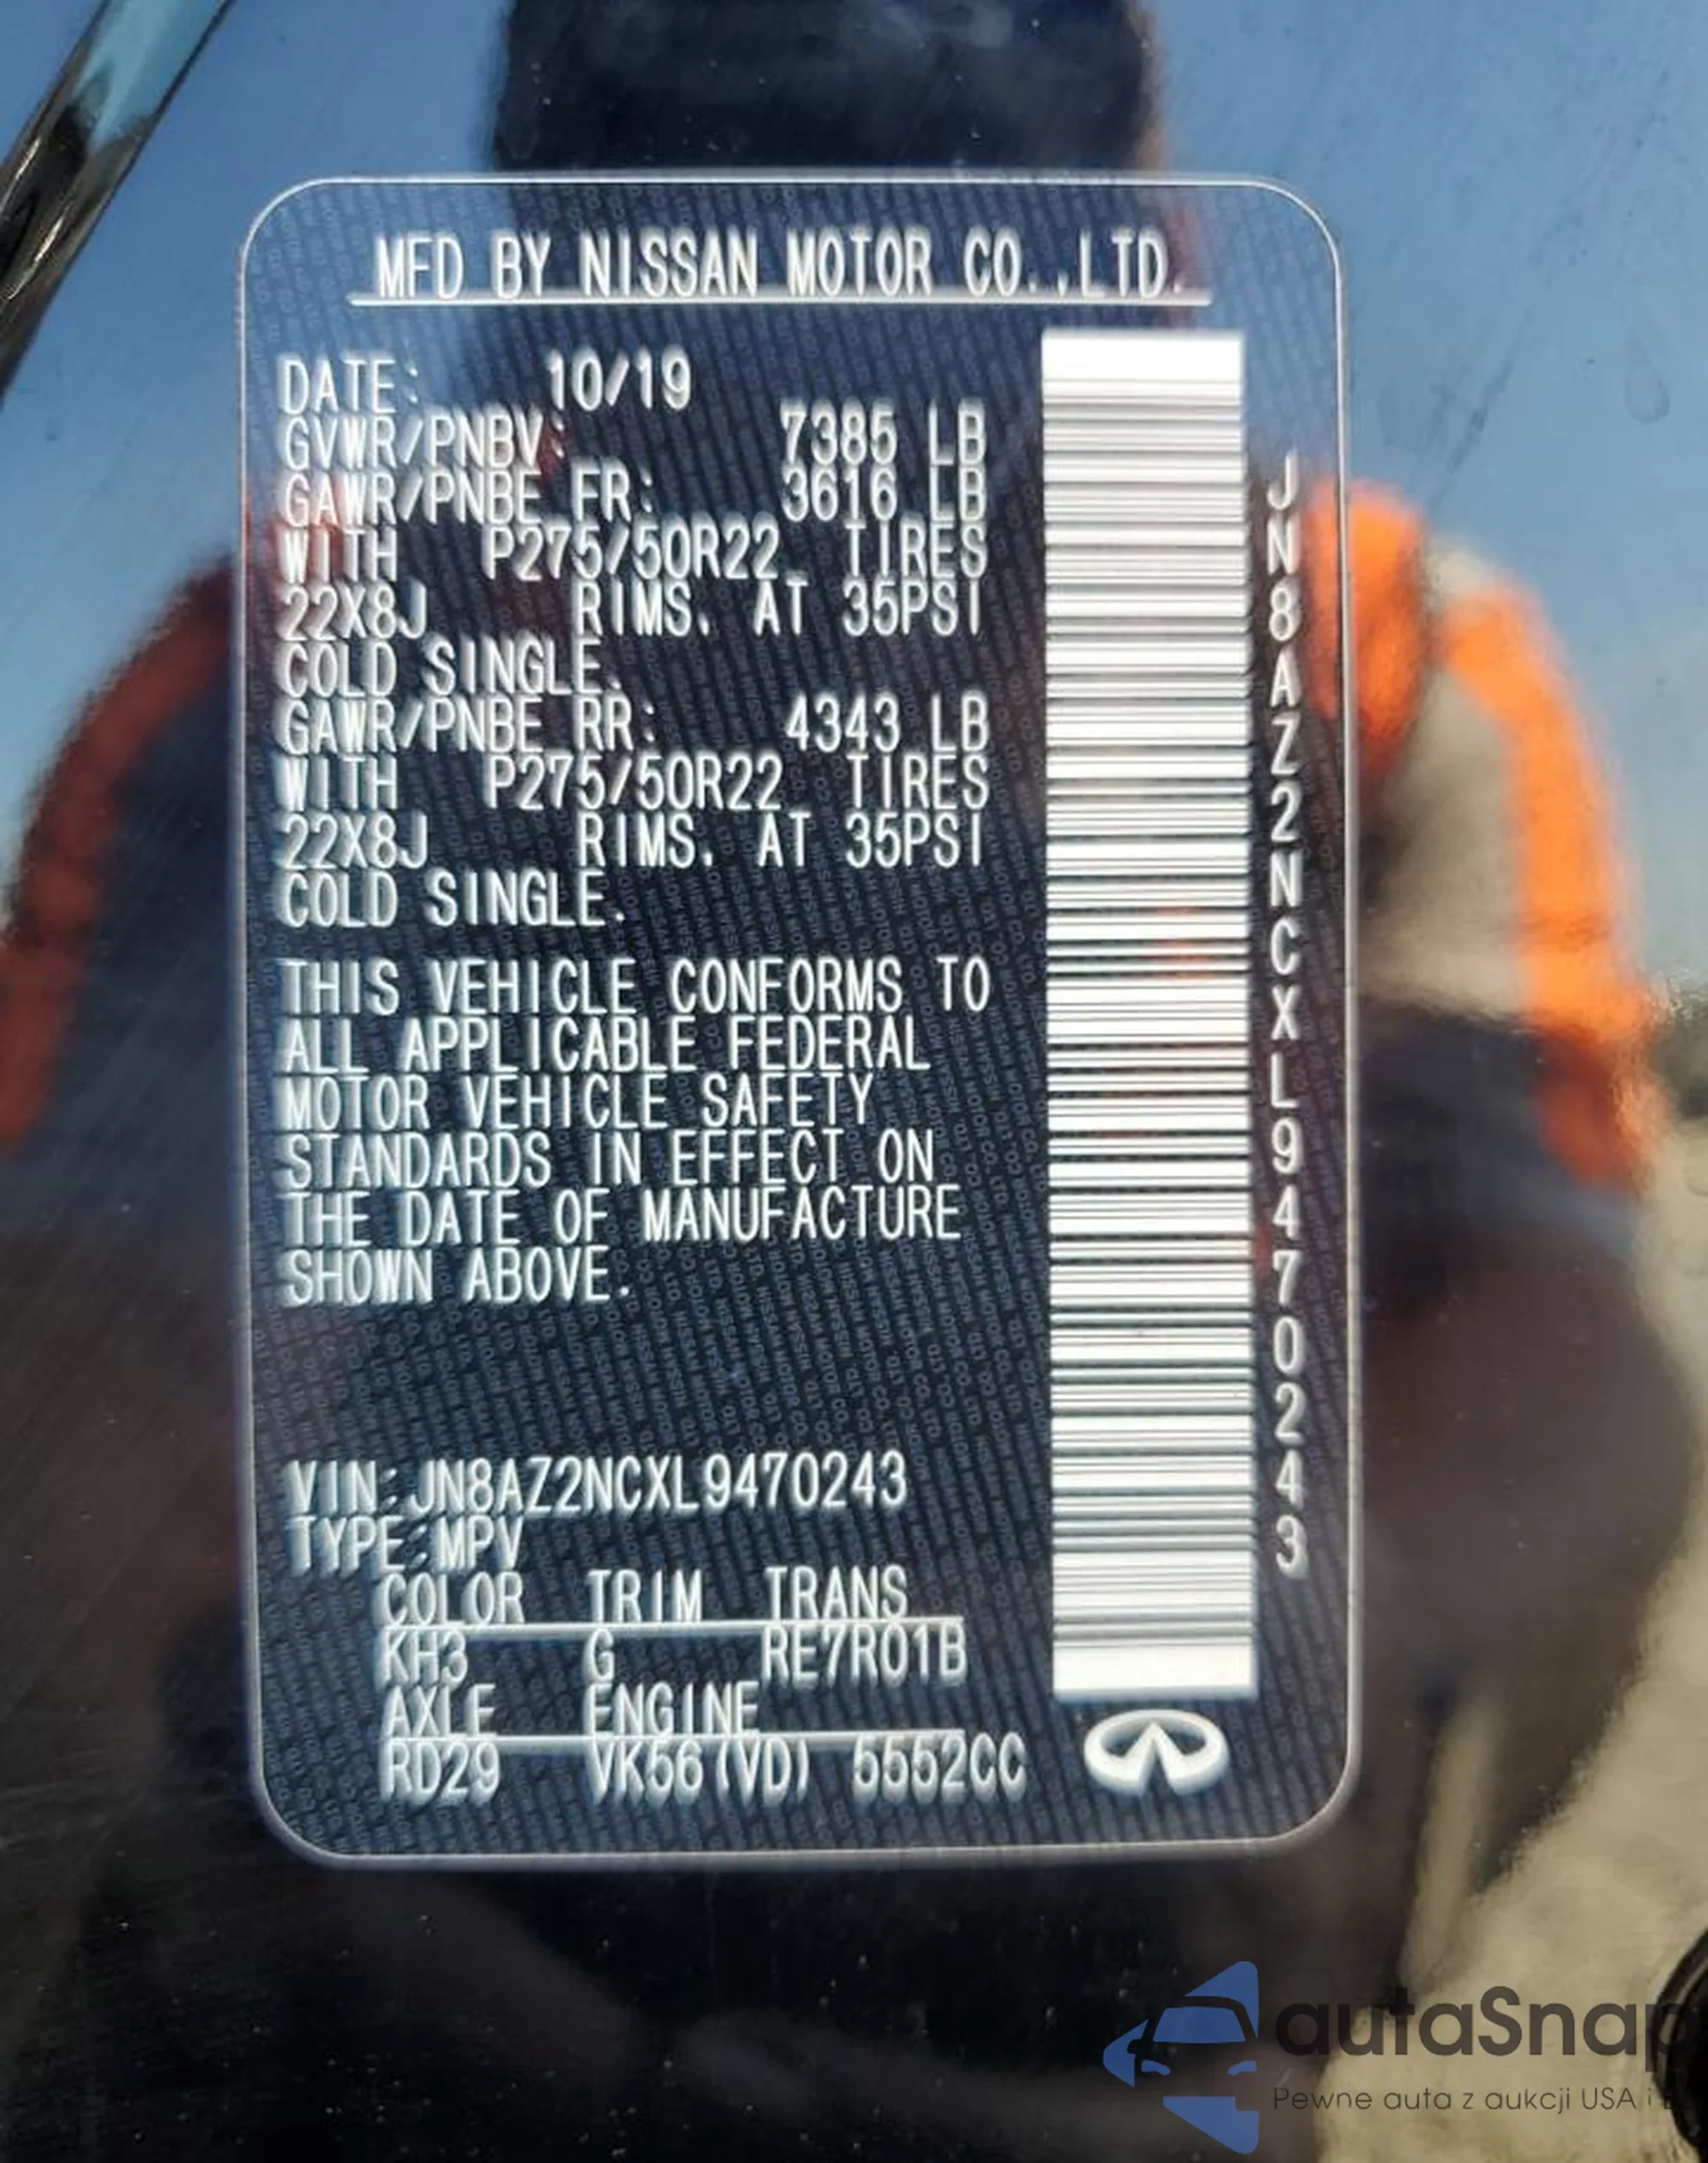 MFD BY NISSAN MOTOR CO.,LTD.
DATE: 10/19
GVWR/PNBV: 7385 LB
GAWR/PNBE FR: 3616 LB
WITH P275/50R22 TIRES
22X8J RIMS. AT 35PSI
COLD SINGLE.
GAWR/PNBE RR: 4343 LB
WITH P275/50R22 TIRES
22X8J RIMS. AT 35PSI
COLD SINGLE.
THIS VEHICLE CONFORMS TO
ALL APPLICABLE FEDERAL
MOTOR VEHICLE SAFETY
STANDARDS IN EFFECT ON
THE DATE OF MANUFACTURE
SHOWN ABOVE.
VIN:JN8AZ2NCXL9470243
TYPE:MPV
COLOR TRIM TRANS
KH3 G RE7R01B
AXLE ENGINE
RD29 VK56(VD) 5552CC
JN8AZ2NCXL9470243
autaSnap
Pewne auta z aukcji USA i